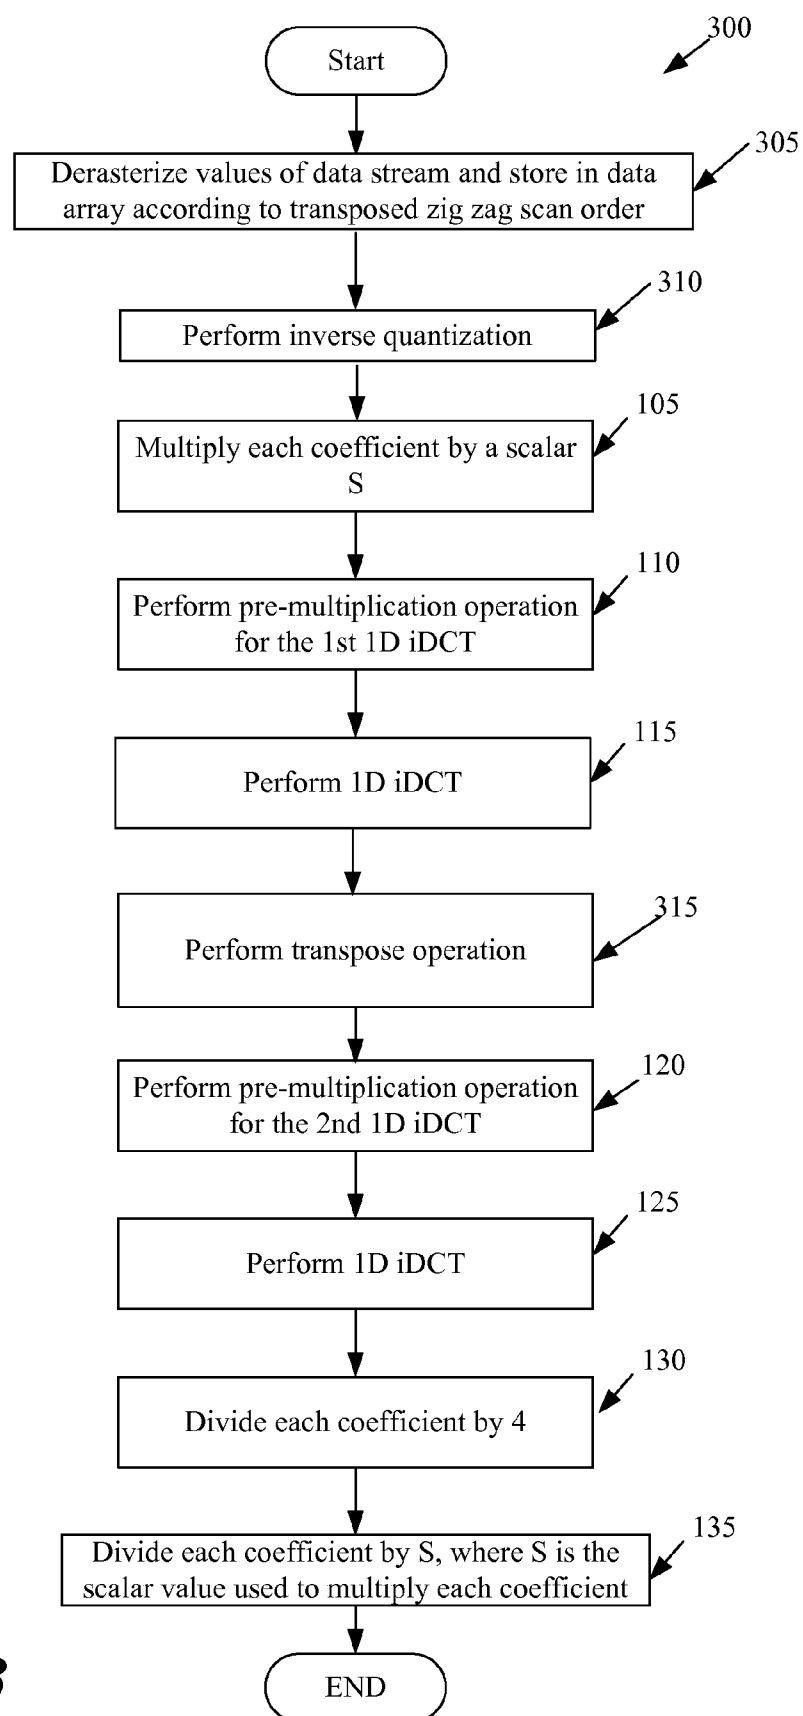 300
Start
305
Derasterize values of data stream and store in data
array according to transposed zig zag scan order
310
Perform inverse quantization
105
Multiply each coefficient by a scalar
S
110
Perform pre-multiplication operation
for the 1st 1D iDCT
115
Perform 1D iDCT
315
Perform transpose operation
120
Perform pre-multiplication operation
for the 2nd 1D iDCT
125
Perform 1D iDCT
130
Divide each coefficient by 4
135
Divide each coefficient by S, where S is the
scalar value used to multiply each coefficient
END